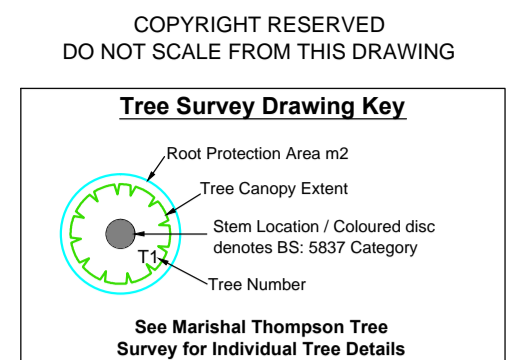 COPYRIGHT RESERVED
DO NOT SCALE FROM THIS DRAWING
Tree Survey Drawing Key
Root Protection Area m2
Tree Canopy Extent
Stem Location / Coloured disc
denotes BS: 5837 Category
T1
Tree Number
See Marishal Thompson Tree
Survey for Individual Tree Details